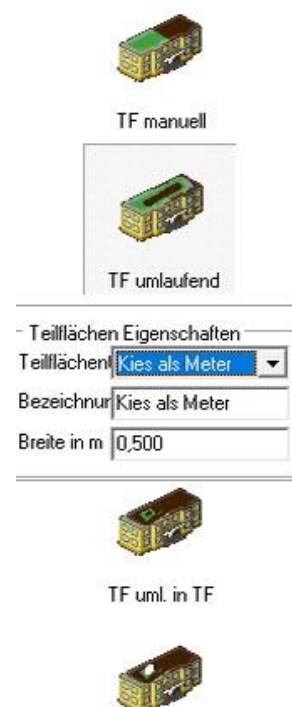 TF manuell
TF umlaufend
Teilflächen Eigenschaften
Teilflächen Kies als Meter
Bezeichnur Kies als Meter
Breite in m 0,500
TF uml. in TF